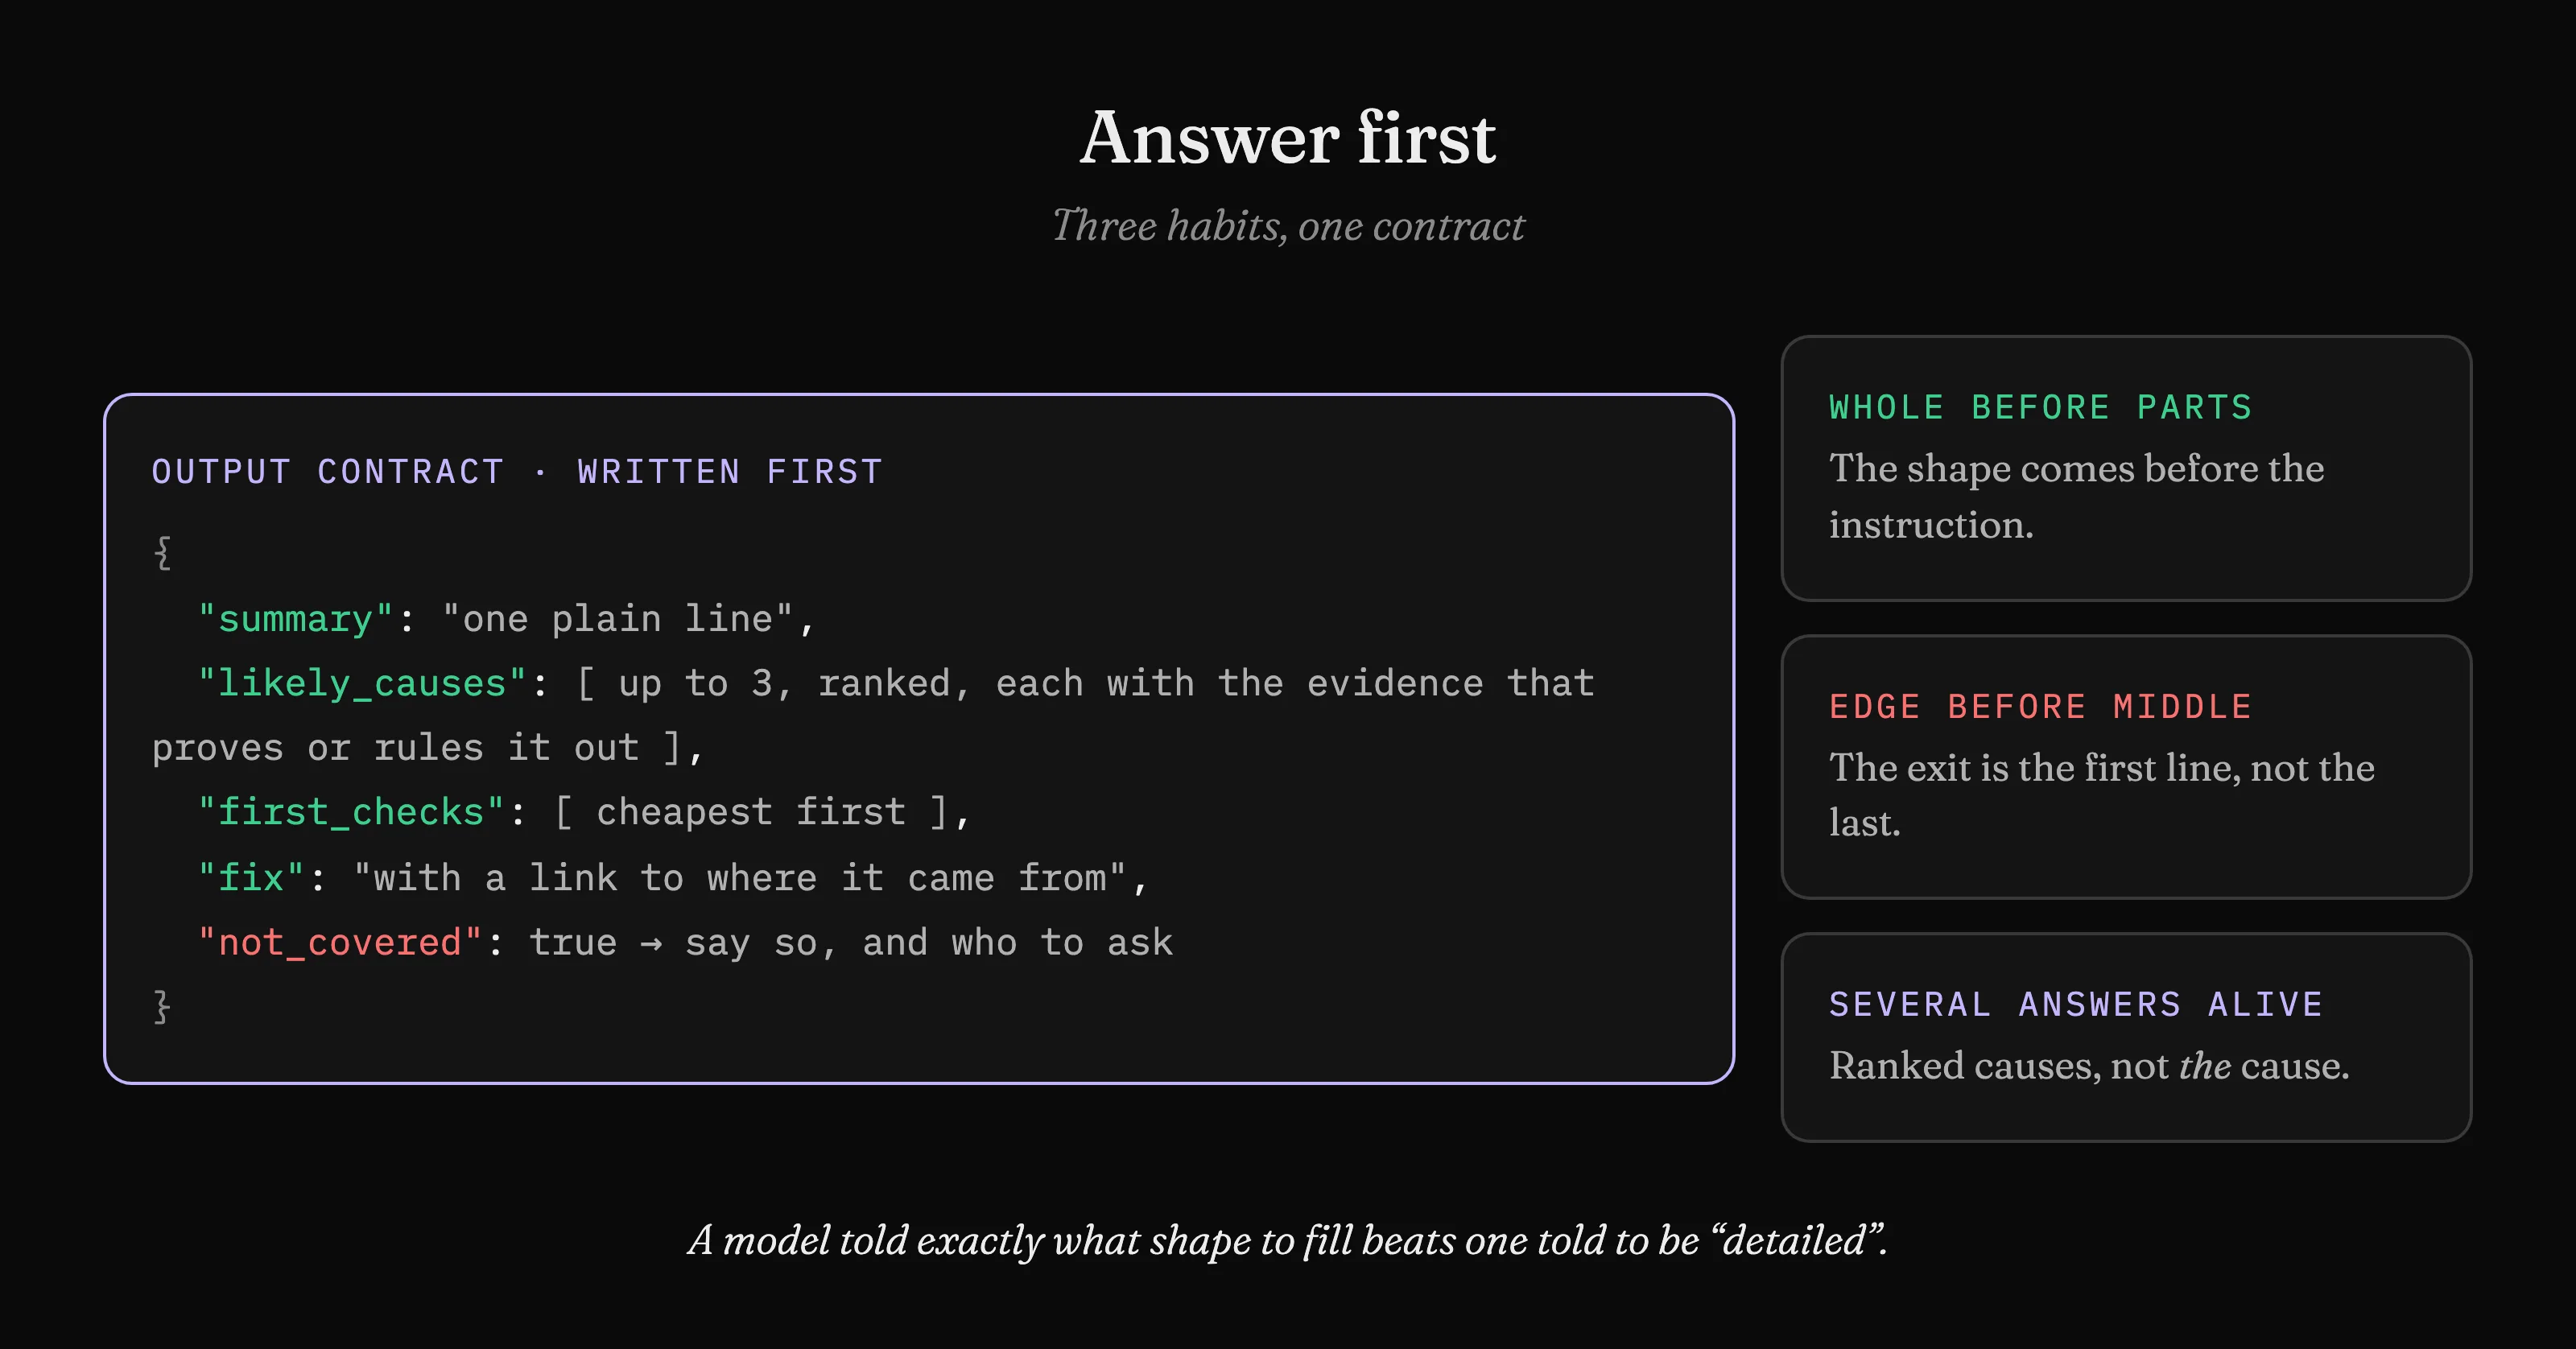 Answer first
Three habits, one contract
OUTPUT CONTRACT · WRITTEN FIRST
{
"summary": "one plain line",
"likely_causes": [ up to 3, ranked, each with the evidence that
proves or rules it out ],
"first_checks": [ cheapest first ],
"fix": "with a link to where it came from",
"not_covered": true → say so, and who to ask
}
WHOLE BEFORE PARTS
The shape comes before the
instruction.
EDGE BEFORE MIDDLE
The exit is the first line, not the
last.
SEVERAL ANSWERS ALIVE
Ranked causes, not the cause.
A model told exactly what shape to fill beats one told to be “detailed”.